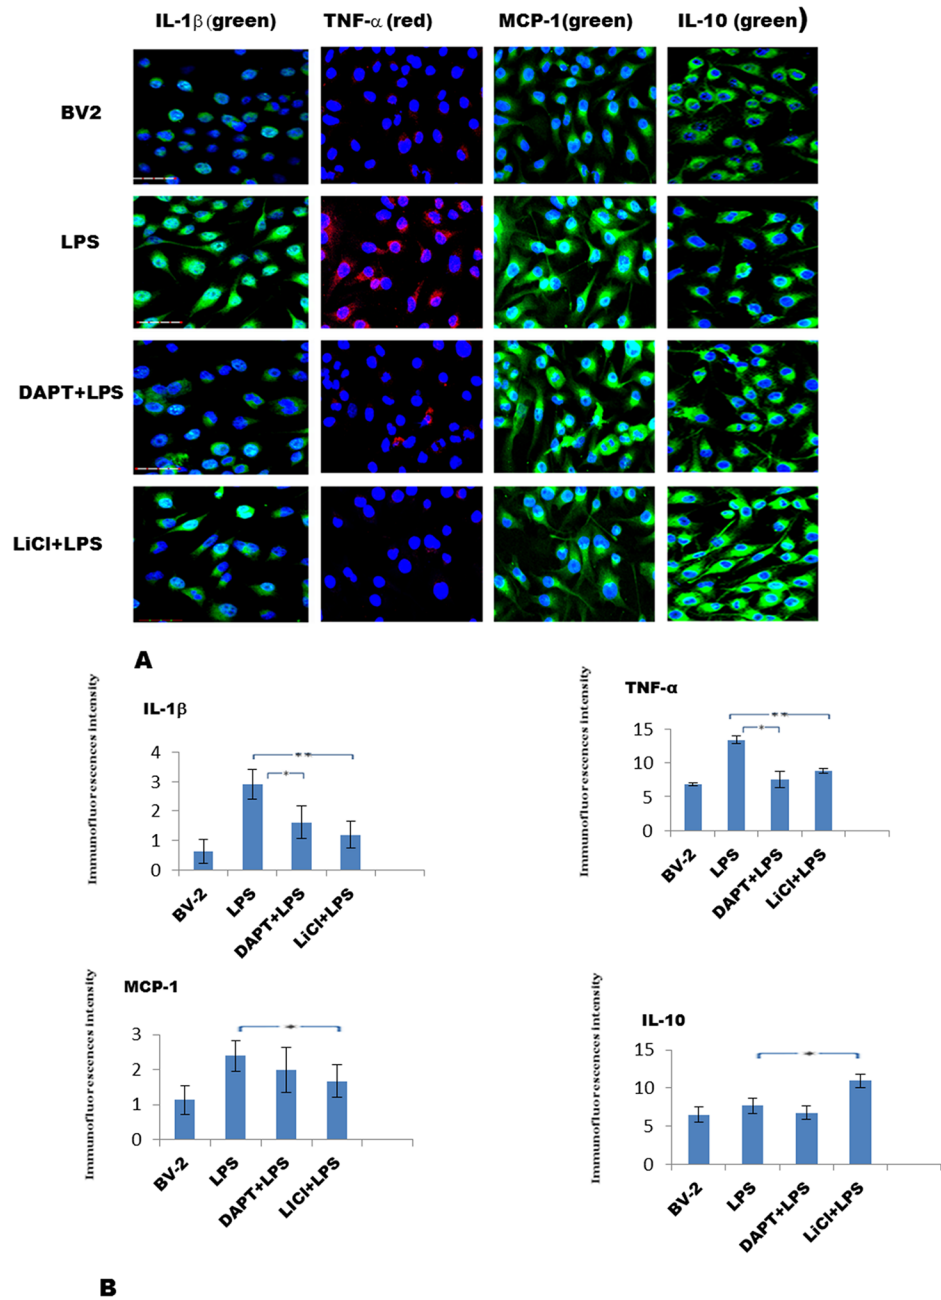 IL-1β (green) TNF-α (red) MCP-1(green) IL-10 (green)
BV2
LPS
DAPT+LPS
LiCl+LPS
A
Immunofluorescences intensity
IL-1β
**
*
4
3
2
1
0
BV-2 LPS DAPT+LPS LiCl+LPS
Immunofluorescences intensity
TNF-α
**
*
15
10
5
0
BV-2 LPS DAPT+LPS LiCl+LPS
Immunofluorescences intensity
MCP-1
*
3
2
1
0
BV-2 LPS DAPT+LPS LICl+LPS
Immunofluorescences intensity
IL-10
*
15
10
5
0
BV-2 LPS DAPT+LPS LiCl+LPS
B